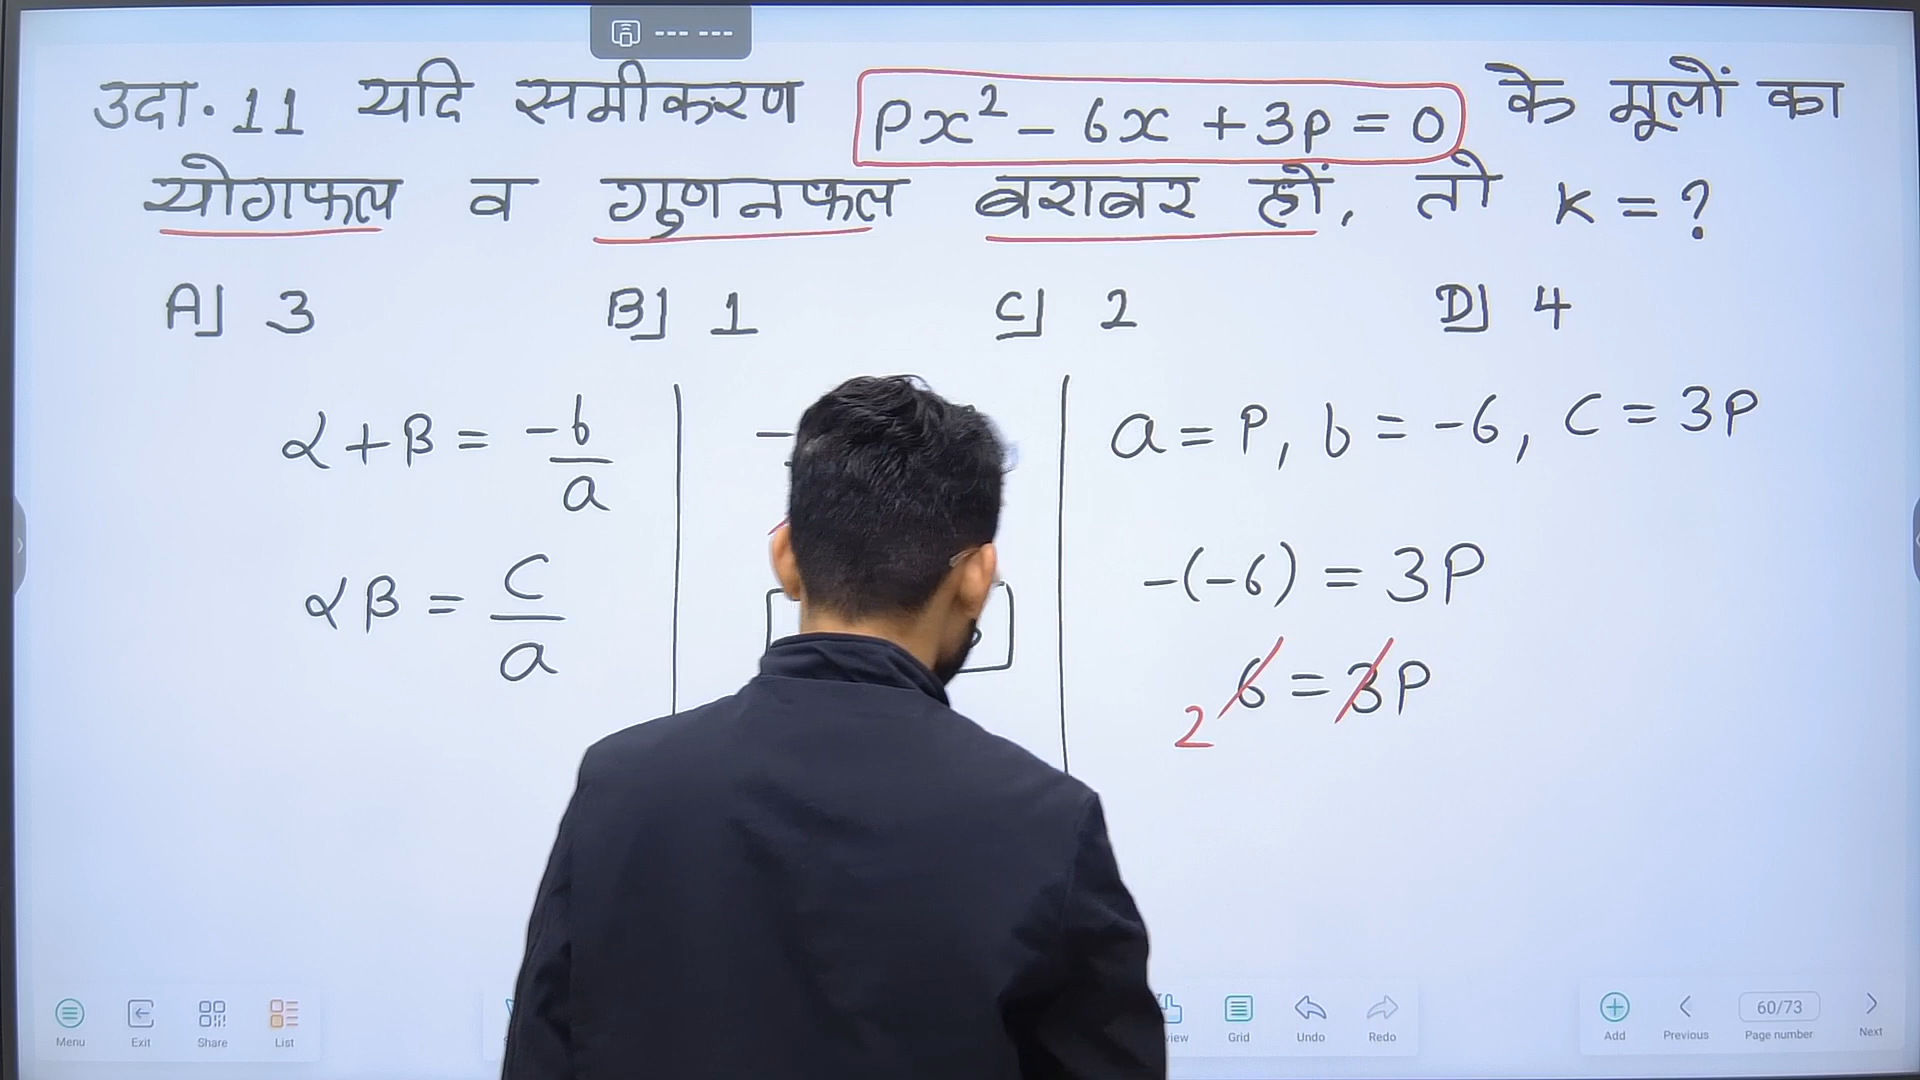 उदा. 11 यदि समीकरण px² - 6x + 3p = 0 के मूलों का
योगफल व गुणनफल बराबर हों, तो K = ?
A] 3 B] 1 C] 2 D] 4
α + β = -b/a
αβ = c/a
a = P, b = -6, c = 3P
-(-6) = 3P
6 = 3P
2
Menu Exit Share List
Grid Undo Redo
Add Previous 60/73 Page number Next